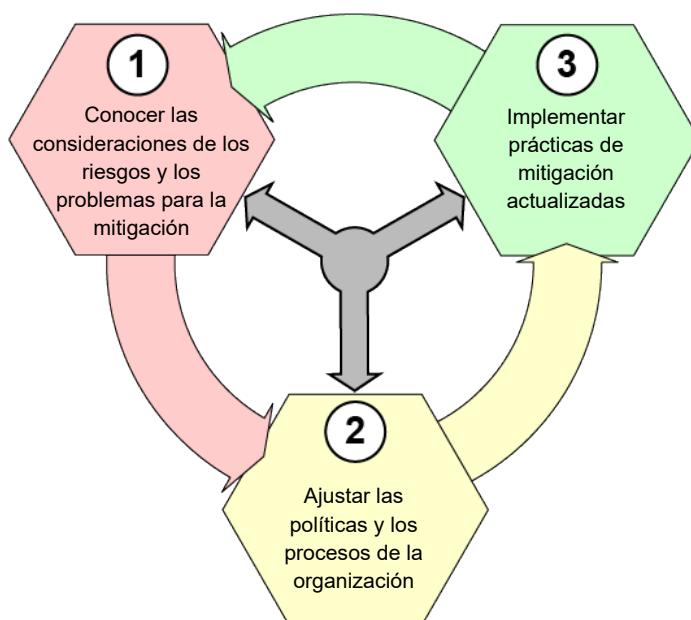 1
Conocer las
consideraciones de los
riesgos y los
problemas para la
mitigación
3
Implementar
prácticas de
mitigación
actualizadas
2
Ajustar las
políticas y los
procesos de la
organización